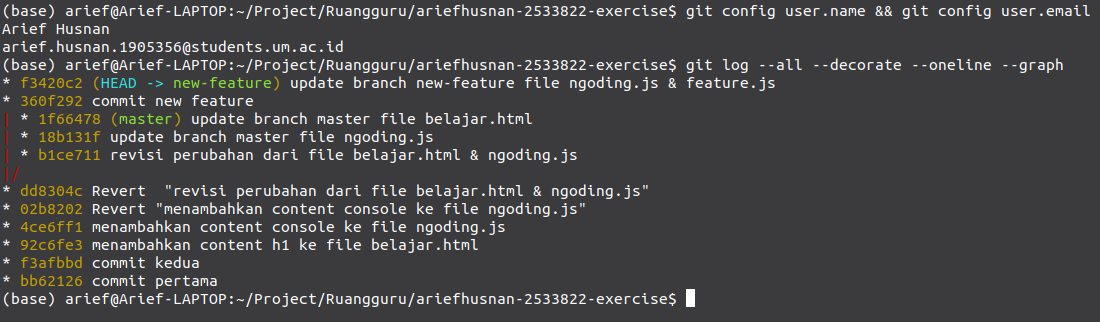 (base) arief@Arief-LAPTOP:~/Project/Ruangguru/ariefhusnan-2533822-exercise$ git config user.name && git config user.email
Arief Husnan
arief.husnan.1905356@students.um.ac.id
(base) arief@Arief-LAPTOP:~/Project/Ruangguru/ariefhusnan-2533822-exercise$ git log --all --decorate --oneline --graph
* f3420c2 (HEAD -> new-feature) update branch new-feature file ngoding.js & feature.js
* 360f292 commit new feature
| * 1f66478 (master) update branch master file belajar.html
| * 18b131f update branch master file ngoding.js
| * b1ce711 revisi perubahan dari file belajar.html & ngoding.js
|/
* dd8304c Revert  "revisi perubahan dari file belajar.html & ngoding.js"
* 02b8202 Revert "menambahkan content console ke file ngoding.js"
* 4ce6ff1 menambahkan content console ke file ngoding.js
* 92c6fe3 menambahkan content h1 ke file belajar.html
* f3afbbd commit kedua
* bb62126 commit pertama
(base) arief@Arief-LAPTOP:~/Project/Ruangguru/ariefhusnan-2533822-exercise$